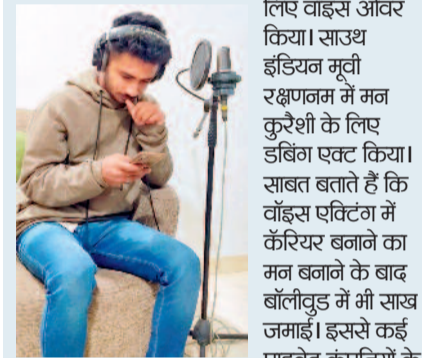 लिए वॉइस ओवर
किया। साउथ
इंडियन मूवी
रक्षणनम में मन
कुरैशी के लिए
डबिंग एक्ट किया।
साबत बताते हैं कि
वॉइस एक्टिंग में
कॅरियर बनाने का
मन बनाने के बाद
बॉलीवुड में भी साख
जमाई। इससे कई